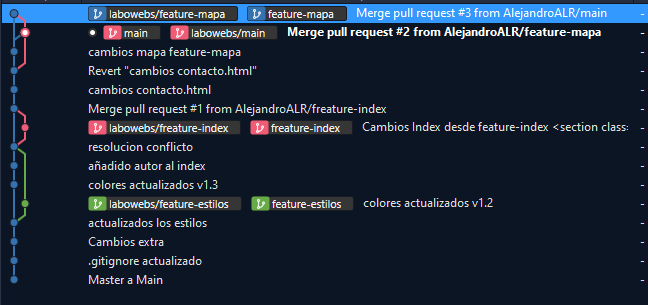 labowebs/feature-mapa feature-mapa Merge pull request #3 from AlejandroALR/main -
main labowebs/main Merge pull request #2 from AlejandroALR/feature-mapa -
cambios mapa feature-mapa -
Revert "cambios contacto.html" -
cambios contacto.html -
Merge pull request #1 from AlejandroALR/freature-index -
labowebs/freature-index freature-index Cambios Index desde feature-index <section class: -
resolucion conflicto -
añadido autor al index -
colores actualizados v1.3 -
labowebs/feature-estilos feature-estilos colores actualizados v1.2 -
actualizados los estilos -
Cambios extra -
.gitignore actualizado -
Master a Main -